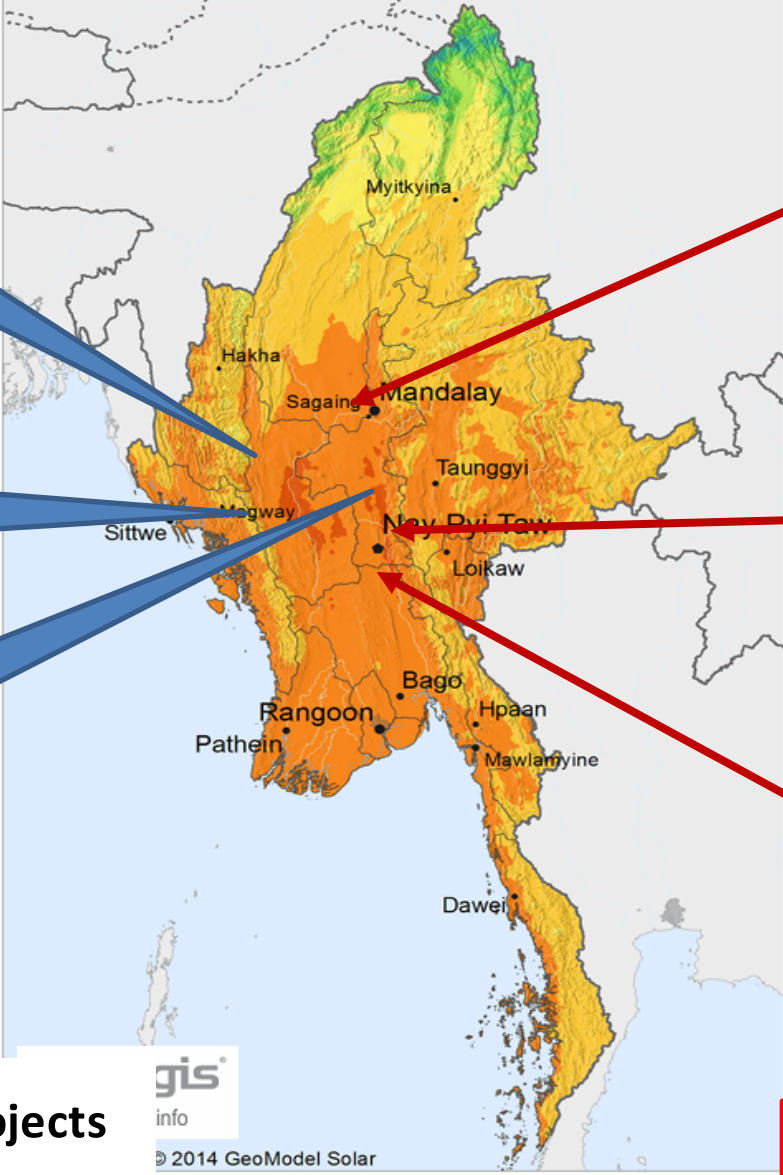 Myitkyina
Hakha
Sagaing
Mandalay
Taunggyi
Magway
Nay Pyi Taw
Sittwe
Loikaw
Bago
Rangoon
Hpaan
Pathein
Mawlamyine
Dawei
gis
info
jects
© 2014 GeoModel Solar